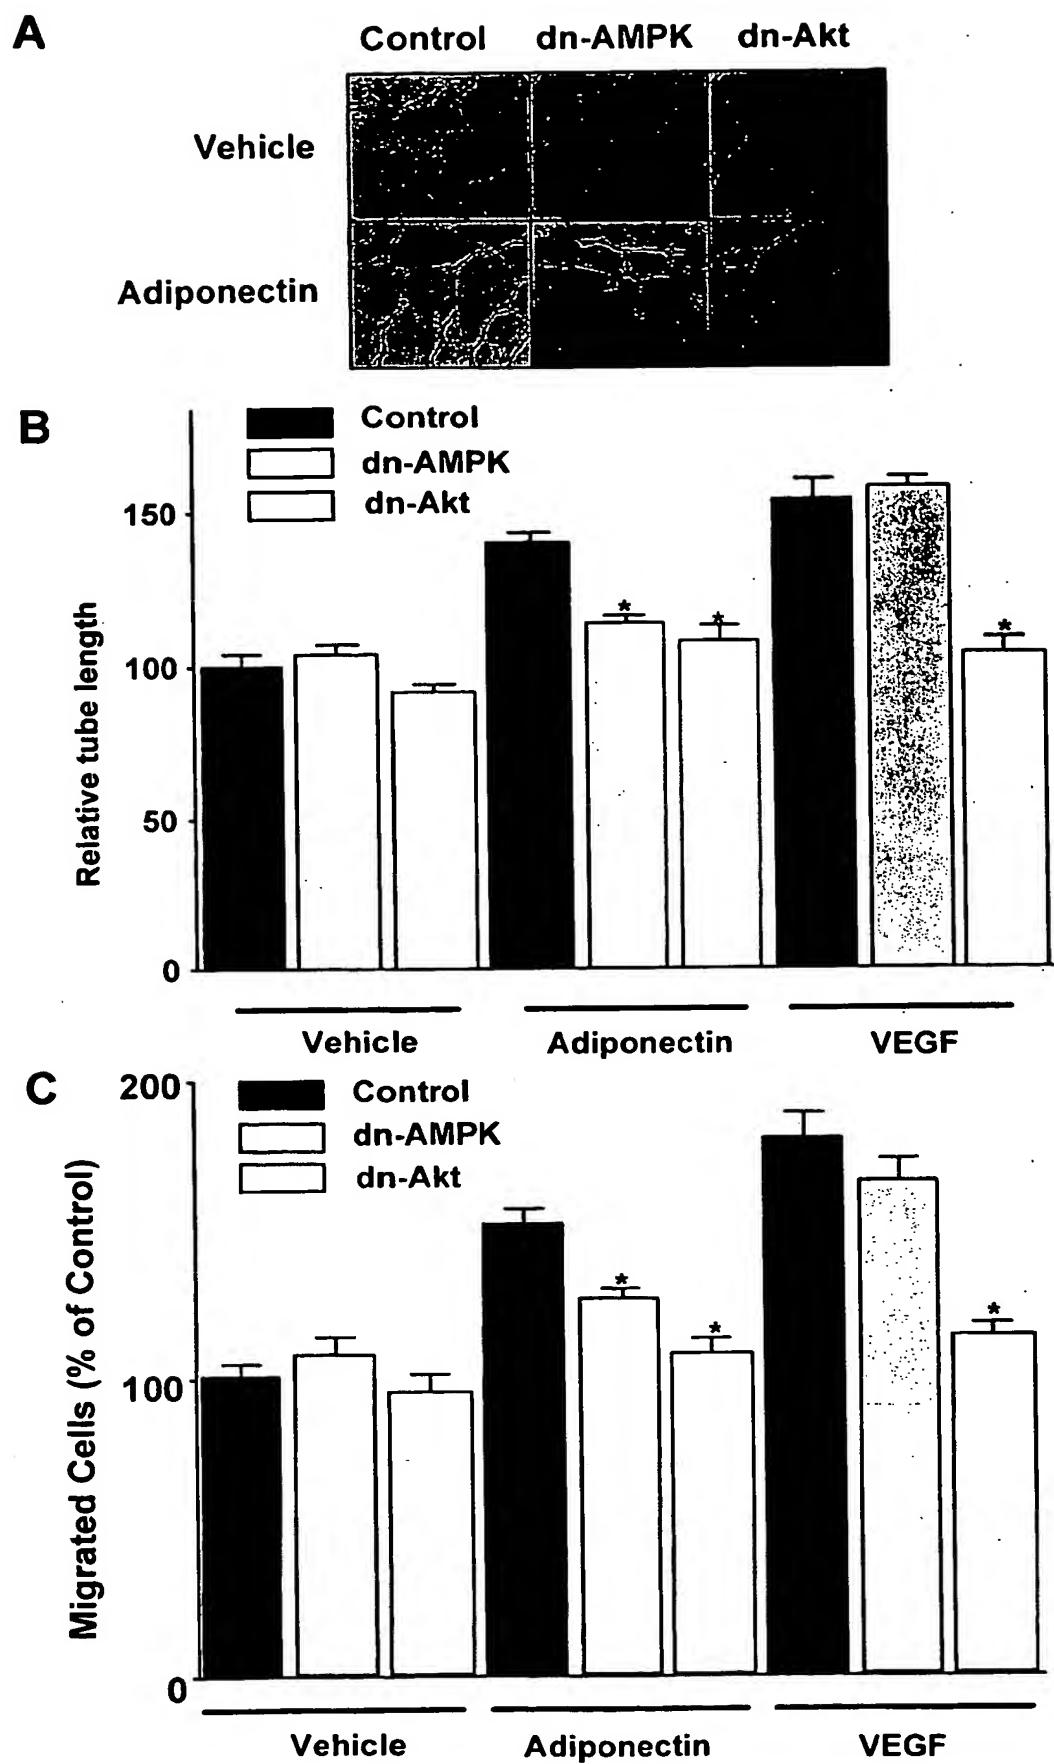 A
Control dn-AMPK dn-Akt
Vehicle
Adiponectin
B
Control
dn-AMPK
dn-Akt
150
100
50
0
Relative tube length
*
*
*
Vehicle Adiponectin VEGF
C
200
100
0
Control
dn-AMPK
dn-Akt
Migrated Cells (% of Control)
*
*
*
Vehicle Adiponectin VEGF